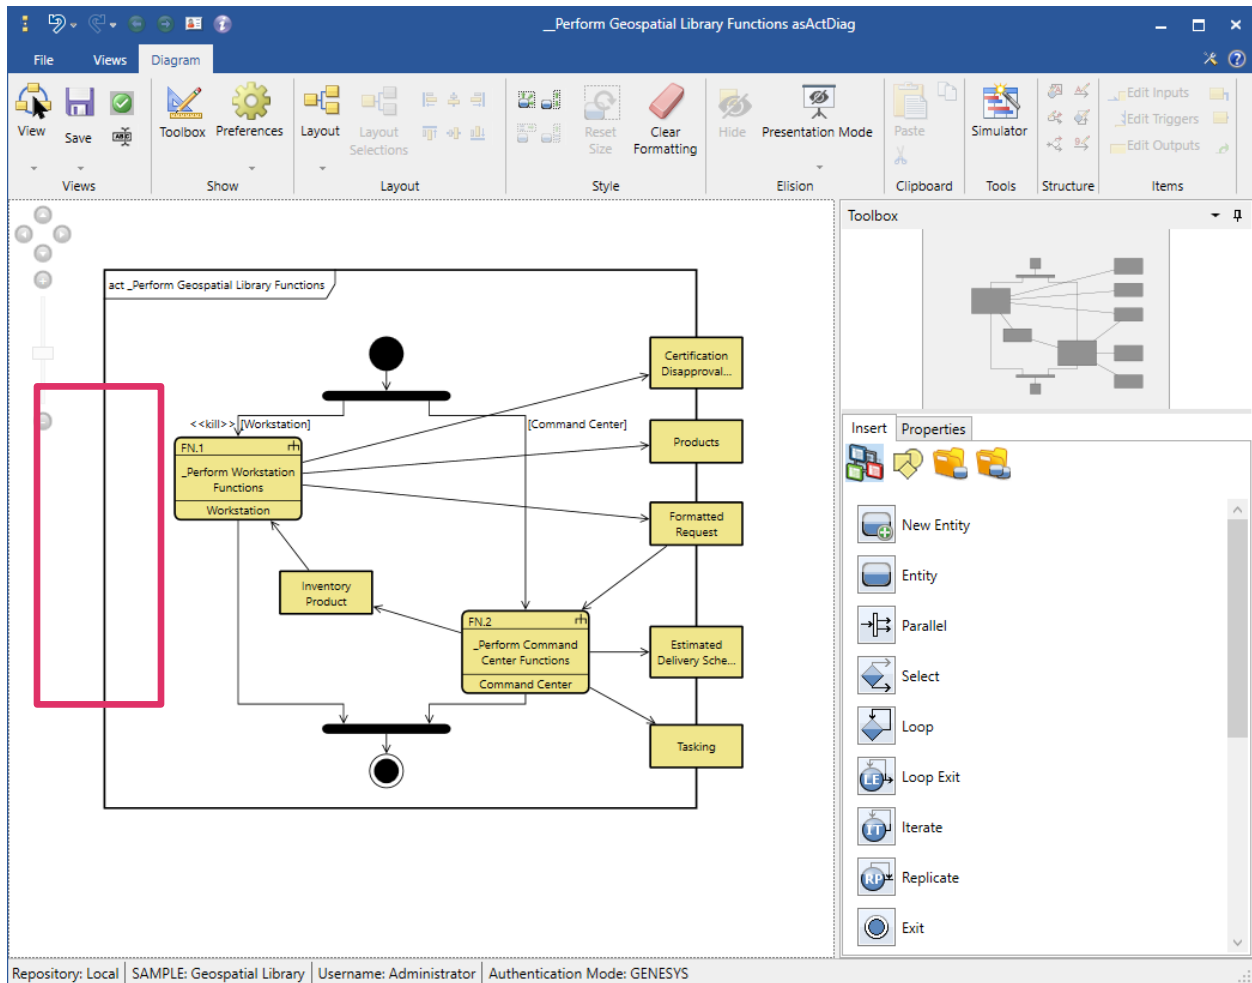 __Perform Geospatial Library Functions asActDiag
File Views Diagram
View Save Toolbox Preferences Layout Layout Selections Reset Size Clear Formatting Hide Presentation Mode Paste Simulator Edit Inputs
Edit Triggers
Edit Outputs
Views Show Layout Style Elision Clipboard Tools Structure Items
Toolbox
act _Perform Geospatial Library Functions
Certification
Disapproval...
<<kill>> [Workstation]
[Command Center]
Products
FN.1
_Perform Workstation
Functions
Workstation
Formatted
Request
Inventory
Product
FN.2
_Perform Command
Center Functions
Command Center
Estimated
Delivery Sche...
Tasking
Insert Properties
New Entity
Entity
Parallel
Select
Loop
LE Loop Exit
IT Iterate
RP Replicate
Exit
Repository: Local SAMPLE: Geospatial Library Username: Administrator Authentication Mode: GENESYS